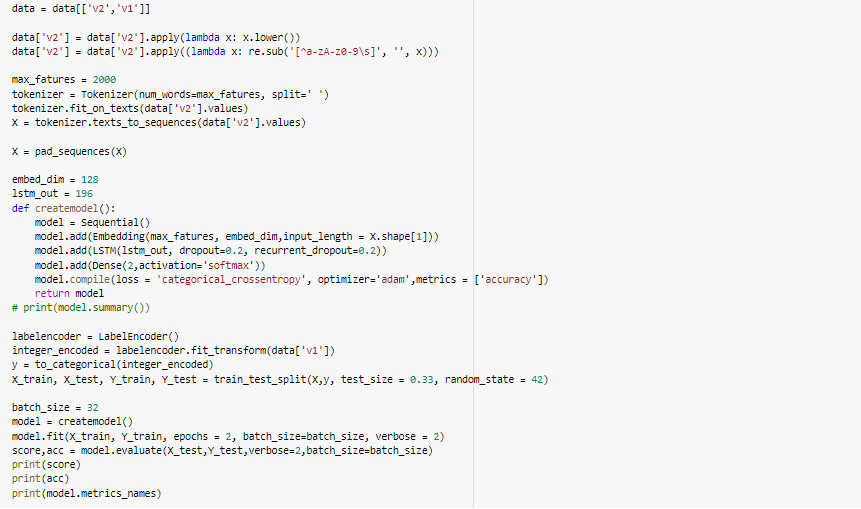 data = data[['v2','v1']]

data['v2'] = data['v2'].apply(lambda x: x.lower())
data['v2'] = data['v2'].apply((lambda x: re.sub('[^a-zA-z0-9\s]', '', x)))

max_fatures = 2000
tokenizer = Tokenizer(num_words=max_fatures, split=' ')
tokenizer.fit_on_texts(data['v2'].values)
X = tokenizer.texts_to_sequences(data['v2'].values)

X = pad_sequences(X)

embed_dim = 128
lstm_out = 196
def createmodel():
    model = Sequential()
    model.add(Embedding(max_fatures, embed_dim,input_length = X.shape[1]))
    model.add(LSTM(lstm_out, dropout=0.2, recurrent_dropout=0.2))
    model.add(Dense(2,activation='softmax'))
    model.compile(loss = 'categorical_crossentropy', optimizer='adam',metrics = ['accuracy'])
    return model
# print(model.summary())

labelencoder = LabelEncoder()
integer_encoded = labelencoder.fit_transform(data['v1'])
y = to_categorical(integer_encoded)
X_train, X_test, Y_train, Y_test = train_test_split(X,y, test_size = 0.33, random_state = 42)

batch_size = 32
model = createmodel()
model.fit(X_train, Y_train, epochs = 2, batch_size=batch_size, verbose = 2)
score,acc = model.evaluate(X_test,Y_test,verbose=2,batch_size=batch_size)
print(score)
print(acc)
print(model.metrics_names)